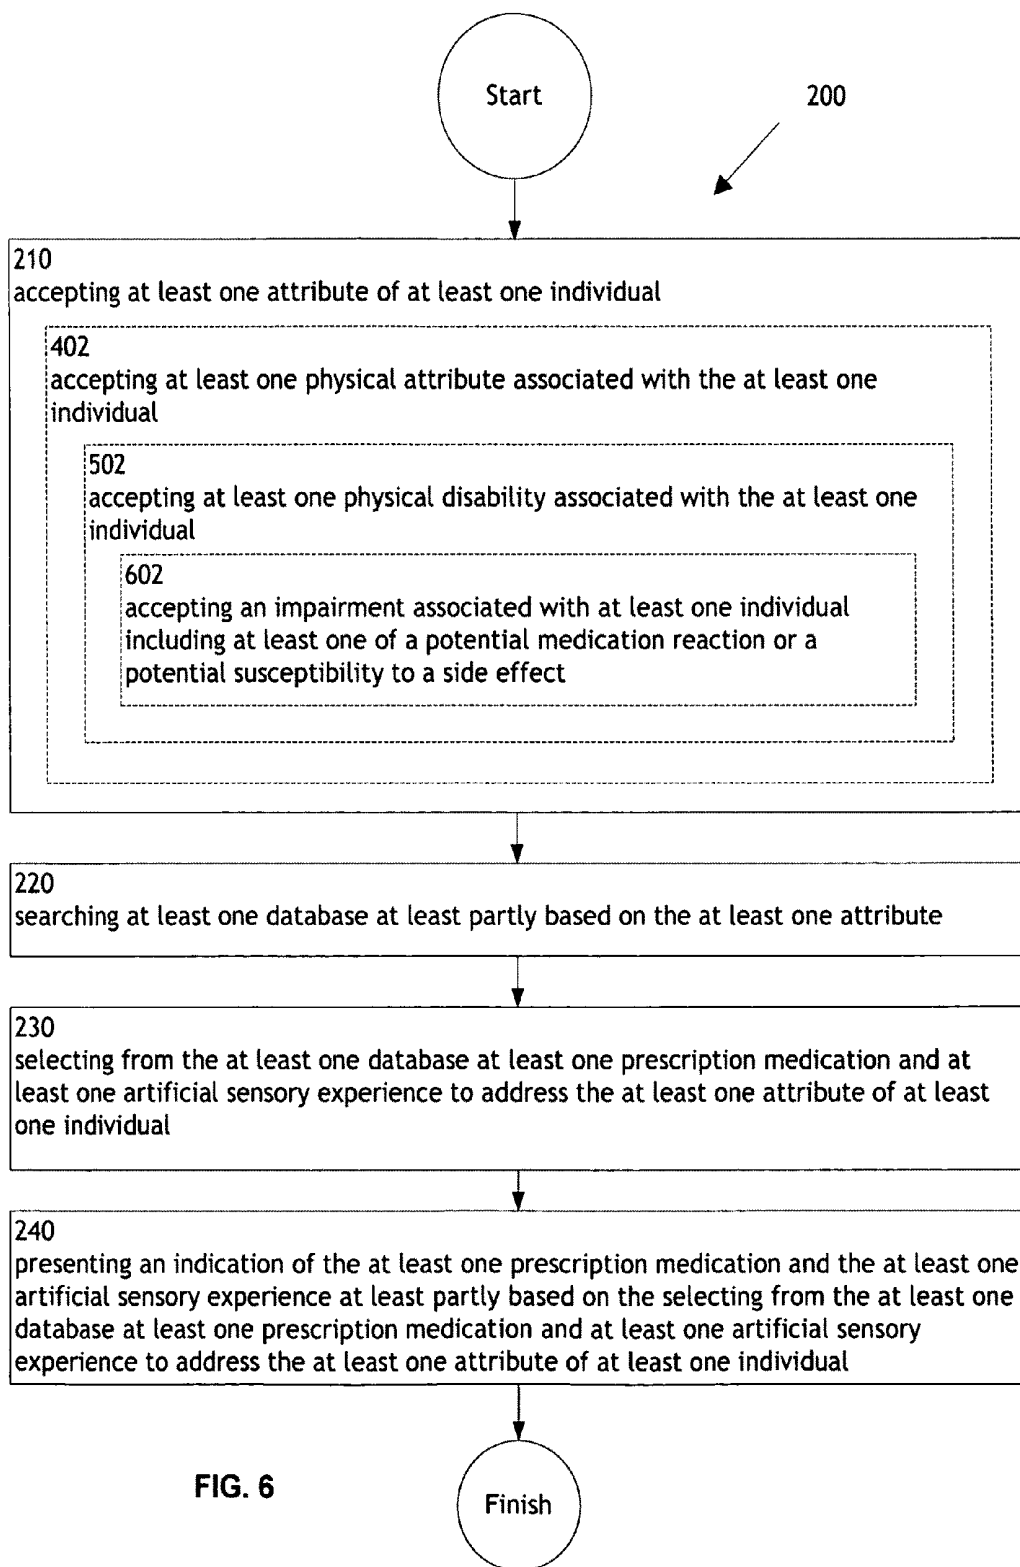 Start
200
210
accepting at least one attribute of at least one individual
402
accepting at least one physical attribute associated with the at least one
individual
502
accepting at least one physical disability associated with the at least one
individual
602
accepting an impairment associated with at least one individual
including at least one of a potential medication reaction or a
potential susceptibility to a side effect
220
searching at least one database at least partly based on the at least one attribute
230
selecting from the at least one database at least one prescription medication and at
least one artificial sensory experience to address the at least one attribute of at least
one individual
240
presenting an indication of the at least one prescription medication and the at least one
artificial sensory experience at least partly based on the selecting from the at least one
database at least one prescription medication and at least one artificial sensory
experience to address the at least one attribute of at least one individual
FIG. 6
Finish